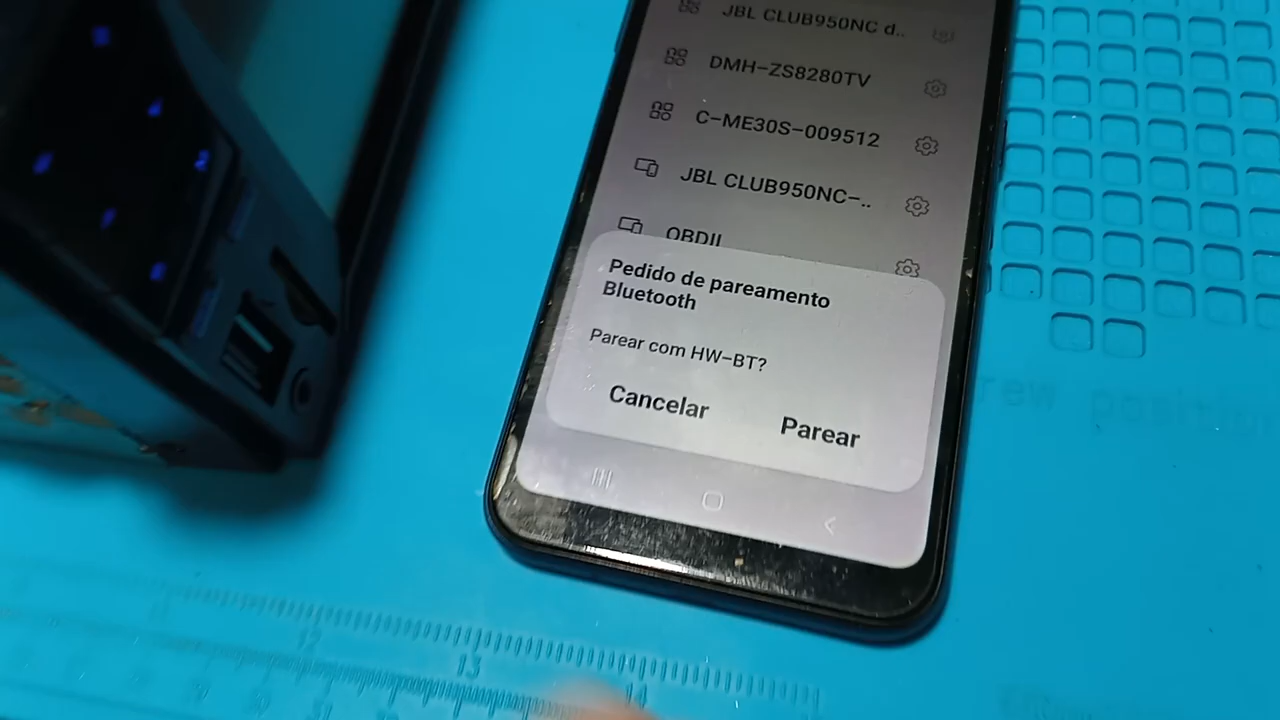 JBL CLUB950NC d..
DMH-ZS8280TV
C-ME30S-009512
JBL CLUB950NC-..
OBDII
Pedido de pareamento
Bluetooth
Parear com HW-BT?
Cancelar
Parear
12
13
14